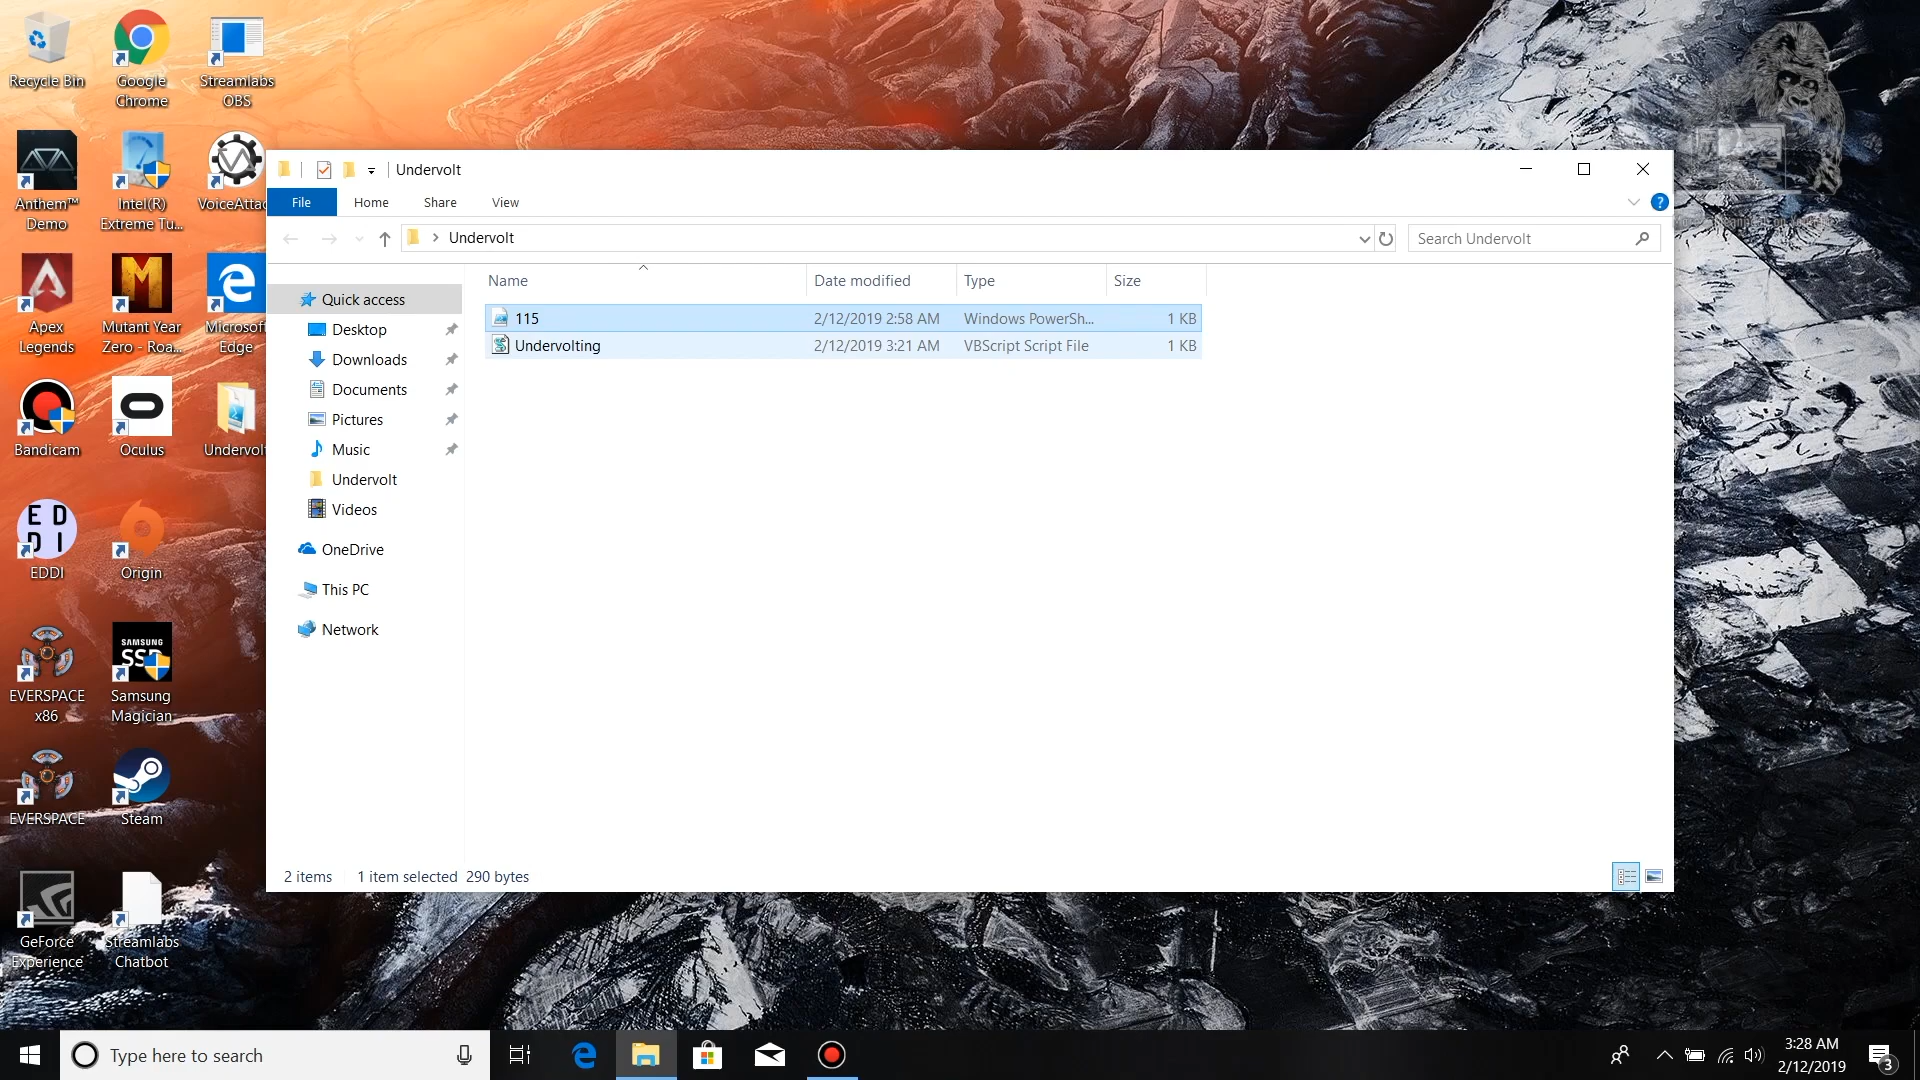 Recycle Bin
Google
Chrome
Streamlabs
OBS
Anthem™
Demo
Intel(R)
Extreme Tu...
VoiceAttac
Apex
Legends
Mutant Year
Zero - Roa...
Microsoft
Edge
Bandicam
Oculus
Undervolt
E D
D I
EDDI
Origin
EVERSPACE
x86
SAMSUNG
SSD
Samsung
Magician
EVERSPACE
Steam
GeForce
Experience
Streamlabs
Chatbot
Undervolt
File
Home
Share
View
?
Undervolt
Search Undervolt
Name
Date modified
Type
Size
115
2/12/2019 2:58 AM
Windows PowerSh...
1 KB
Undervolting
2/12/2019 3:21 AM
VBScript Script File
1 KB
Quick access
Desktop
Downloads
Documents
Pictures
Music
Undervolt
Videos
OneDrive
This PC
Network
2 items
1 item selected
290 bytes
Type here to search
3:28 AM
2/12/2019
3